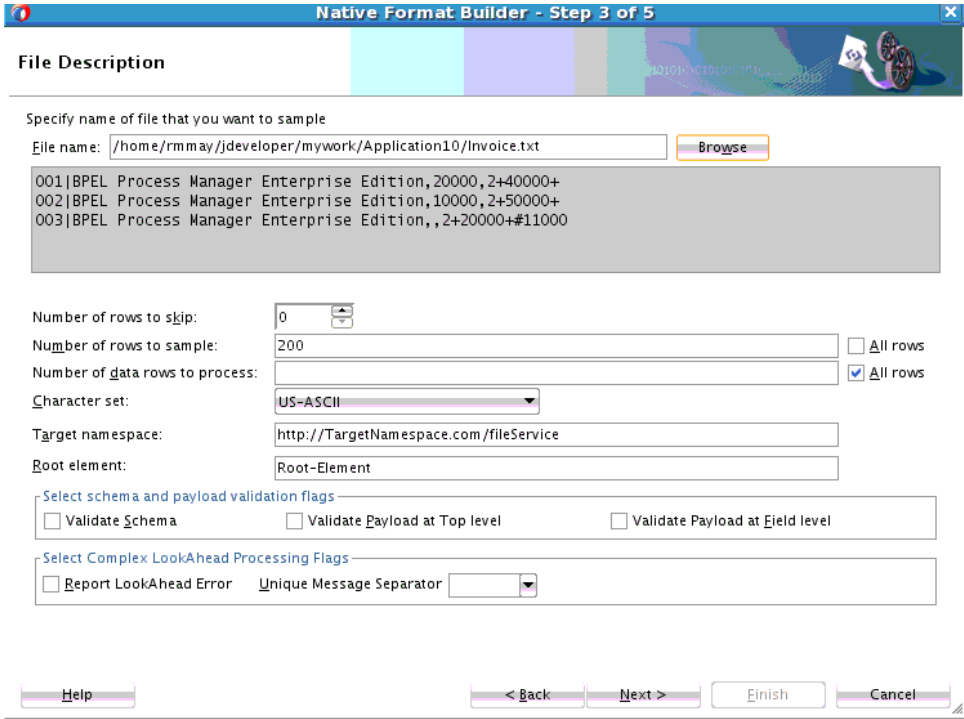 Native Format Builder - Step 3 of 5
File Description
Specify name of file that you want to sample
File name: /home/rmmay/jdeveloper/mywork/Application10/Invoice.txt Browse
001|BPEL Process Manager Enterprise Edition,20000,2+40000+
002|BPEL Process Manager Enterprise Edition,10000,2+50000+
003|BPEL Process Manager Enterprise Edition,,2+20000+#11000
Number of rows to skip: 0
Number of rows to sample: 200 All rows
Number of data rows to process: All rows
Character set: US-ASCII
Target namespace: http://TargetNamespace.com/fileService
Root element: Root-Element
Select schema and payload validation flags
Validate Schema Validate Payload at Top level Validate Payload at Field level
Select Complex LookAhead Processing Flags
Report LookAhead Error Unique Message Separator
Help < Back Next > Finish Cancel